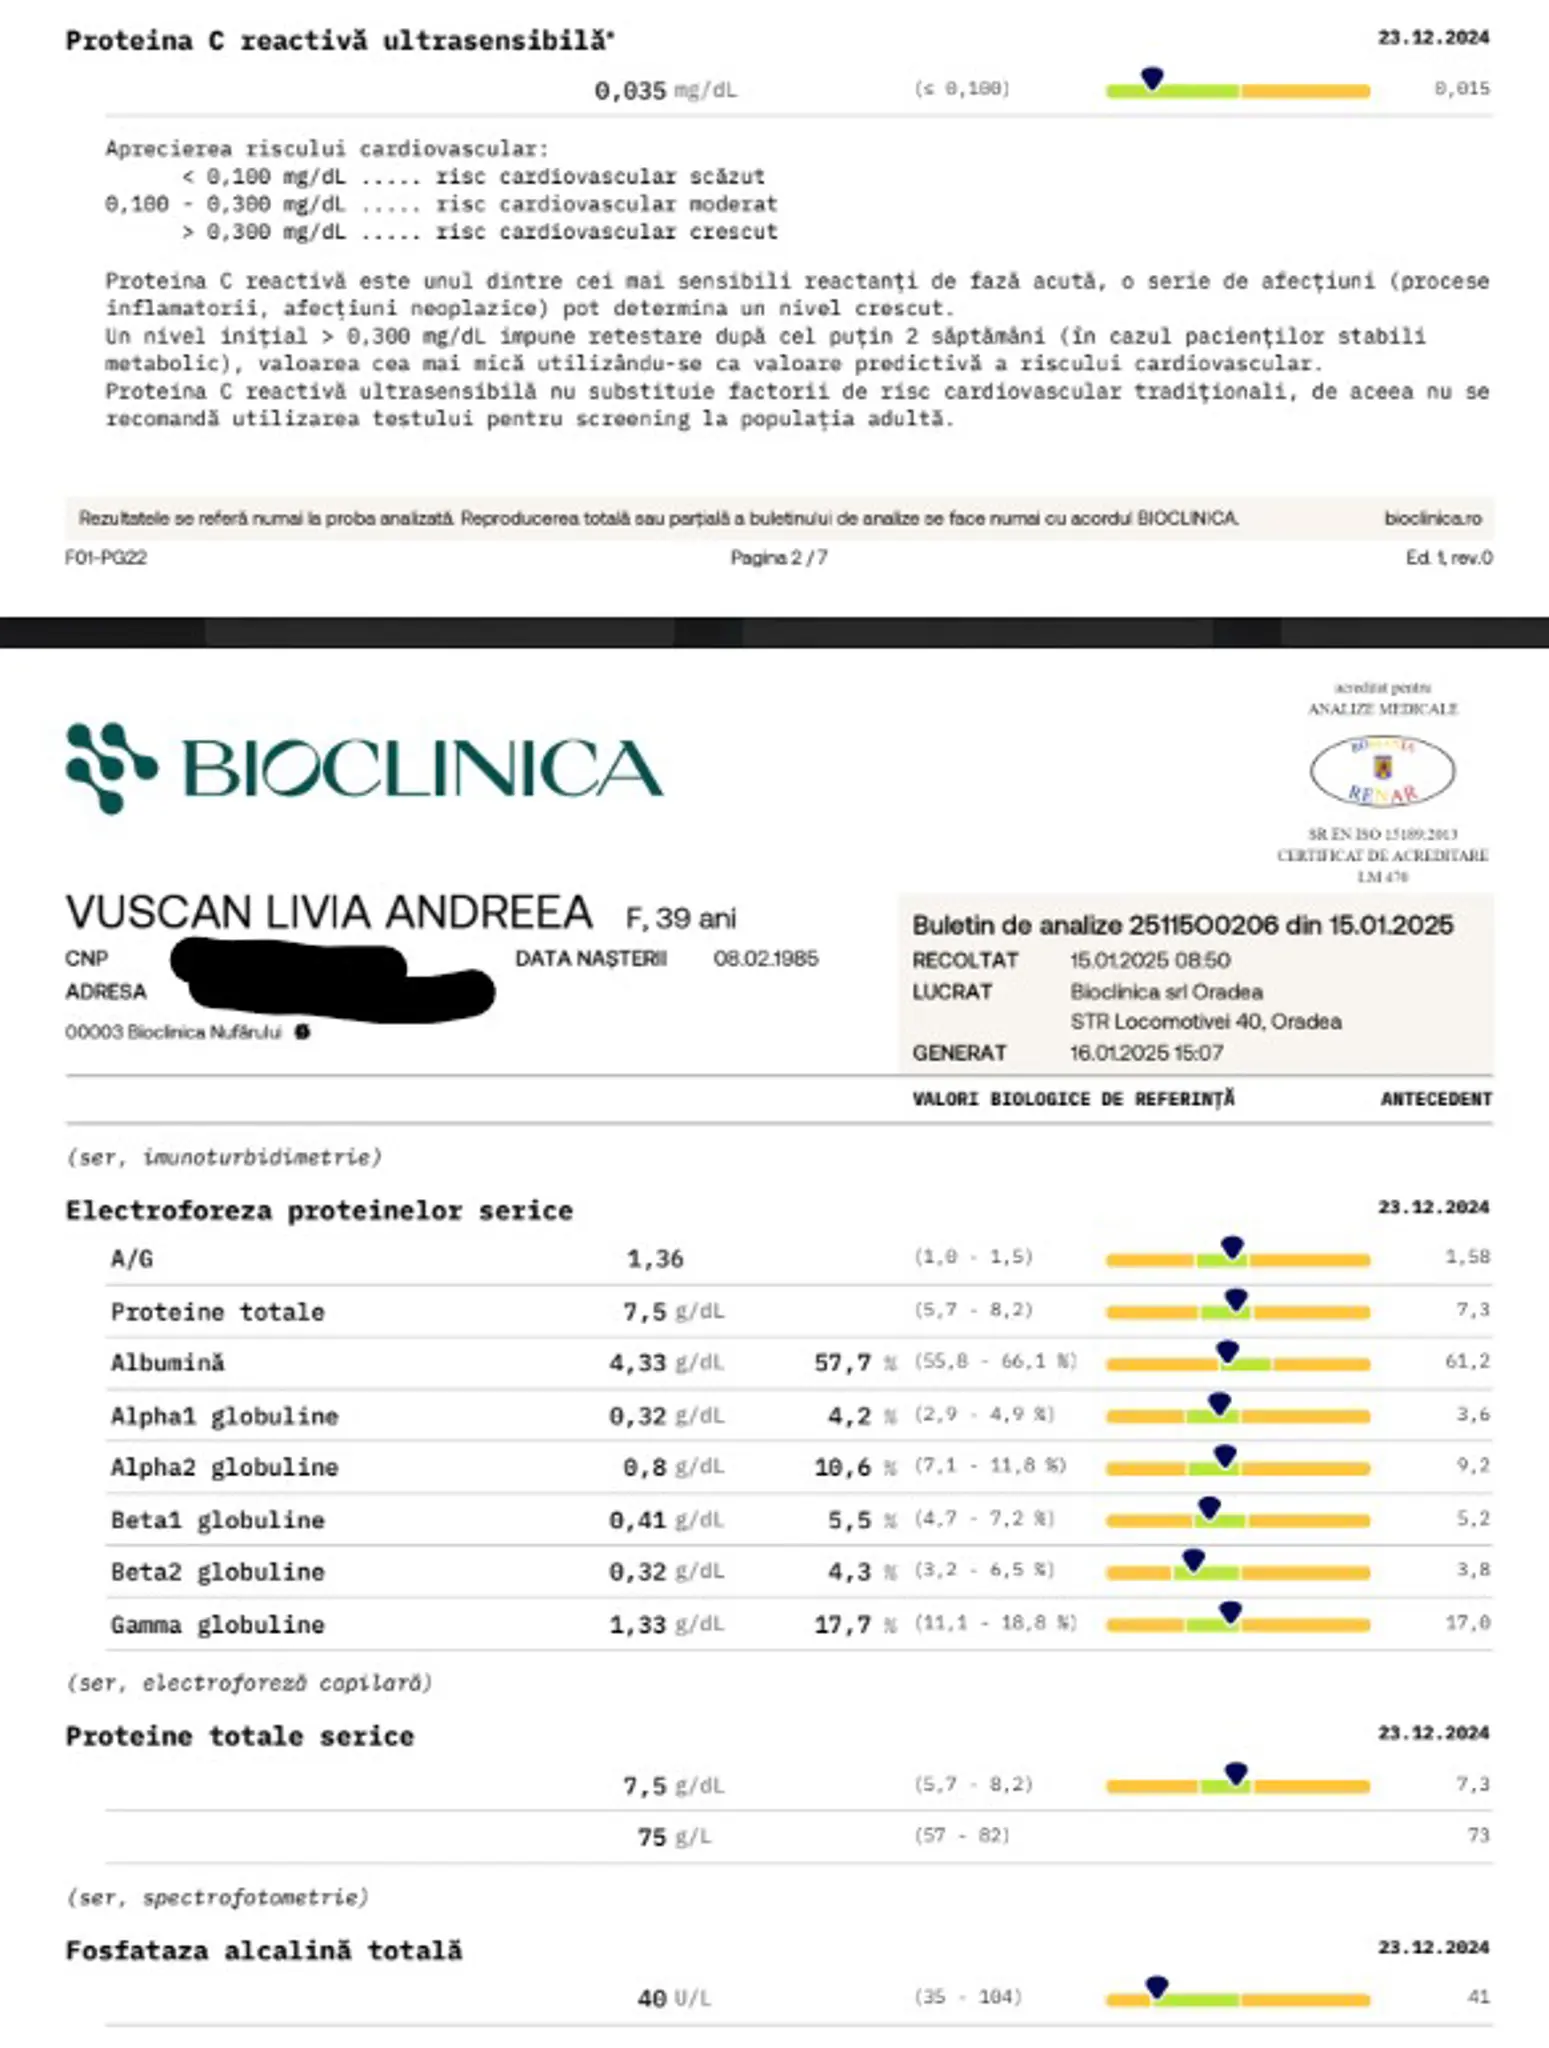 Proteina C reactivă ultrasensibilă* 23.12.2024
0,035 mg/dL (≤ 0,100) 0,015
Aprecierea riscului cardiovascular:
< 0,100 mg/dL ..... risc cardiovascular scăzut
0,100 - 0,300 mg/dL ..... risc cardiovascular moderat
> 0,300 mg/dL ..... risc cardiovascular crescut
Proteina C reactivă este unul dintre cei mai sensibili reactanți de fază acută, o serie de afecțiuni (procese
inflamatorii, afecțiuni neoplazice) pot determina un nivel crescut.
Un nivel inițial > 0,300 mg/dL impune retestare după cel puțin 2 săptămâni (în cazul pacienților stabili
metabolic), valoarea cea mai mică utilizându-se ca valoare predictivă a riscului cardiovascular.
Proteina C reactivă ultrasensibilă nu substituie factorii de risc cardiovascular tradiționali, de aceea nu se
recomandă utilizarea testului pentru screening la populația adultă.
Rezultatele se referă numai la proba analizată. Reproducerea totală sau parțială a buletinului de analize se face numai cu acordul BIOCLINICA. bioclinica.ro
F01-PG22 Pagina 2 / 7 Ed. 1, rev.0
acreditat pentru
ANALIZE MEDICALE
BIOCLINICA
ROMANIA
RENAR
SR EN ISO 15189:2013
CERTIFICAT DE ACREDITARE
LM 470
VUSCAN LIVIA ANDREEA F, 39 ani
CNP DATA NAȘTERII 08.02.1985
ADRESA
00003 Bioclinica Nufărului
Buletin de analize 25115O0206 din 15.01.2025
RECOLTAT 15.01.2025 08:50
LUCRAT Bioclinica srl Oradea
STR Locomotivei 40, Oradea
GENERAT 16.01.2025 15:07
VALORI BIOLOGICE DE REFERINȚĂ ANTECEDENT
(ser, imunoturbidimetrie)
Electroforeza proteinelor serice 23.12.2024
A/G 1,36 (1,0 - 1,5) 1,58
Proteine totale 7,5 g/dL (5,7 - 8,2) 7,3
Albumină 4,33 g/dL 57,7 % (55,8 - 66,1 %) 61,2
Alpha1 globuline 0,32 g/dL 4,2 % (2,9 - 4,9 %) 3,6
Alpha2 globuline 0,8 g/dL 10,6 % (7,1 - 11,8 %) 9,2
Beta1 globuline 0,41 g/dL 5,5 % (4,7 - 7,2 %) 5,2
Beta2 globuline 0,32 g/dL 4,3 % (3,2 - 6,5 %) 3,8
Gamma globuline 1,33 g/dL 17,7 % (11,1 - 18,8 %) 17,0
(ser, electroforeză capilară)
Proteine totale serice 23.12.2024
7,5 g/dL (5,7 - 8,2) 7,3
75 g/L (57 - 82) 73
(ser, spectrofotometrie)
Fosfataza alcalină totală 23.12.2024
40 U/L (35 - 104) 41